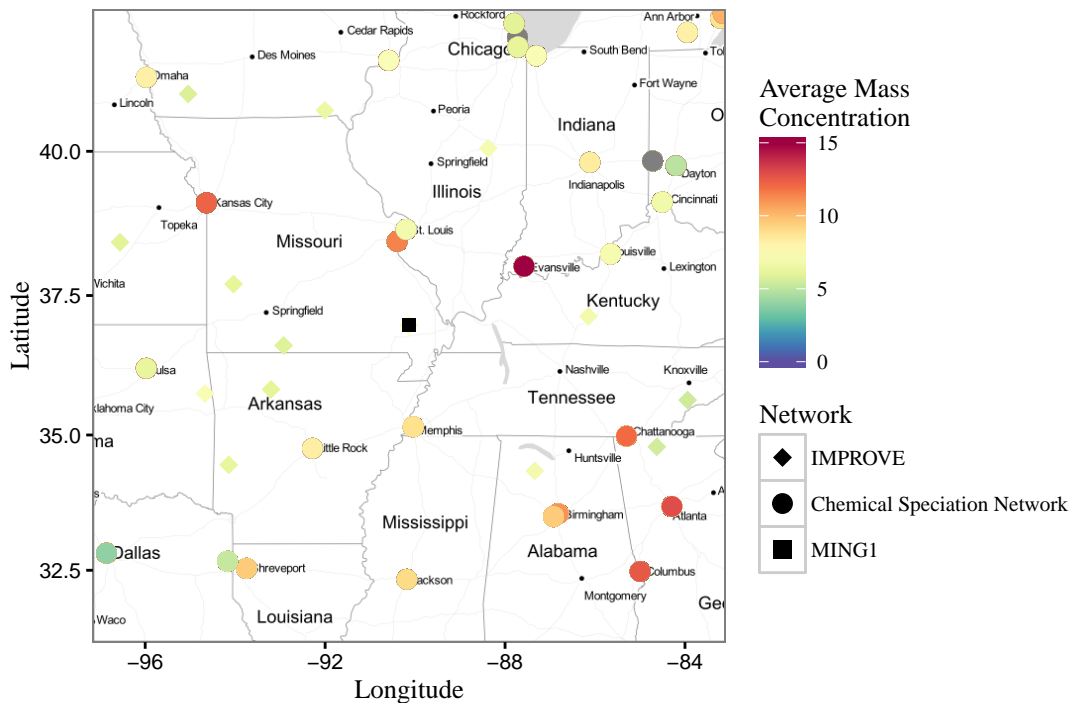 Rockford
Ann Arbor
Cedar Rapids
Des Moines
Chicago
South Bend
Omaha
Lincoln
Fort Wayne
Peoria
Indiana
40.0
Springfield
Illinois
Indianapolis
Dayton
Cincinnati
Kansas City
Topeka
Missouri
St. Louis
Louisville
Evansville
Lexington
Wichita
37.5
Springfield
Kentucky
Tulsa
Nashville
Knoxville
Tennessee
Arkansas
klahoma City
ma
35.0
Memphis
Chattanooga
Little Rock
Huntsville
Mississippi
Birmingham
Atlanta
Alabama
Dallas
Shreveport
Jackson
Columbus
32.5
Montgomery
Geo
Louisiana
Waco
−96
−92
−88
−84
Longitude
Latitude
Average Mass
Concentration
15
10
5
0
Network
IMPROVE
Chemical Speciation Network
MING1